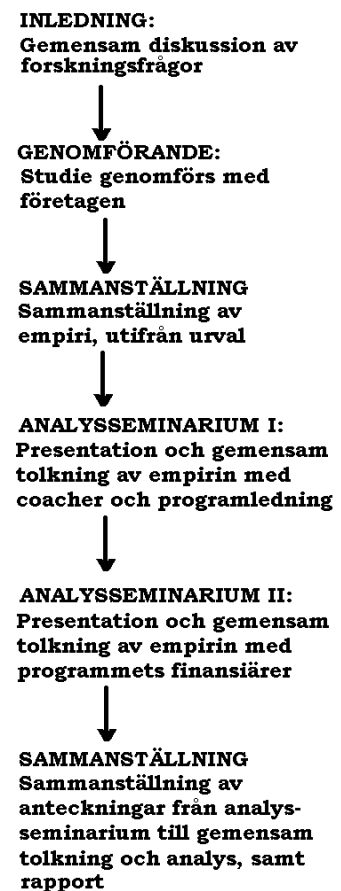 INLEDNING:
Gemensam diskussion av
forskningsfrågor
GENOMFÖRANDE:
Studie genomförs med
företagen
SAMMANSTÄLLNING
Sammanställning av
empiri, utifrån urval
ANALYSSEMINARIUM I:
Presentation och gemensam
tolkning av empirin med
coacher och programledning
ANALYSSEMINARIUM II:
Presentation och gemensam
tolkning av empirin med
programmets finansiärer
SAMMANSTÄLLNING
Sammanställning av
anteckningar från analys-
seminarium till gemensam
tolkning och analys, samt
rapport